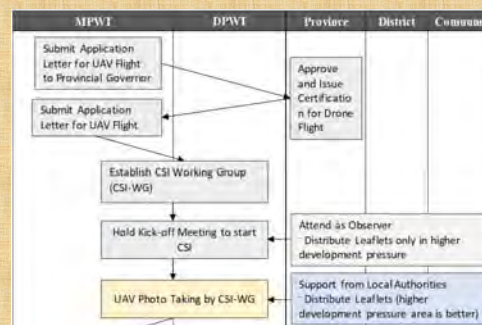 MPWT DPWT Province District Commun
Submit Application
Letter for UAV Flight
to Provincial Governor
Approve
and Issue
Certificatio
n for Drone
Flight
Submit Application
Letter for UAV Flight
Establish CSI Working Group
(CSI-WG)
Hold Kick-off Meeting to start
CSI
Attend as Observer
Distribute Leaflets only in higher
development pressure
UAV Photo Taking by CSI-WG
Support from Local Authorities
Distribute Leaflets (higher
development pressure area is better)